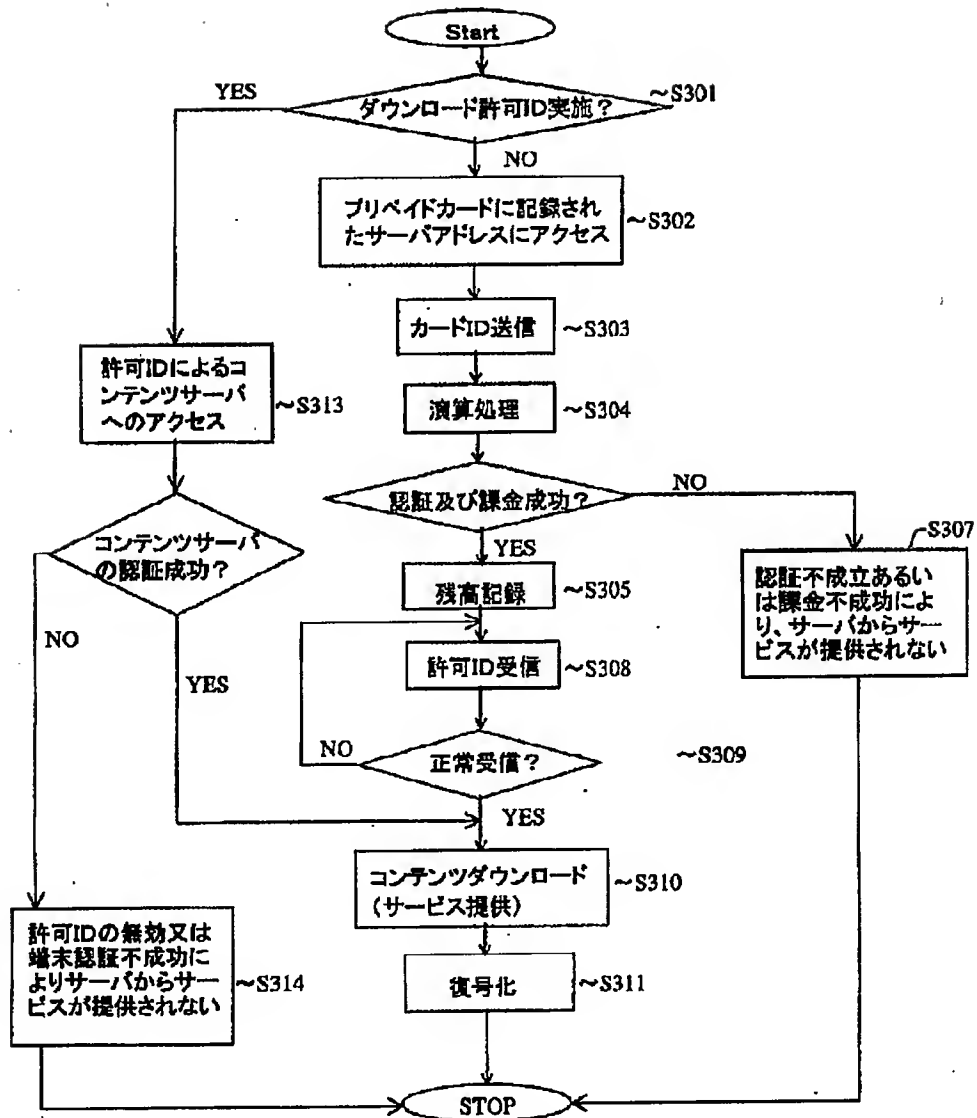 Start
YES
ダウンロード許可ID実施？
～S301
NO
プリペイドカードに記録され
たサーバアドレスにアクセス
～S302
カードID送信
～S303
許可IDによるコ
ンテンツサーバ
へのアクセス
～S313
演算処理
～S304
認証及び課金成功？
NO
YES
コンテンツサーバ
の認証成功？
S307
認証不成立あるい
は課金不成功によ
り、サーバからサー
ビスが提供されない
残高記録
～S305
NO
YES
許可ID受信
～S308
NO
正常受信？
～S309
YES
コンテンツダウンロード
（サービス提供）
～S310
許可IDの無効又は
端末認証不成功に
よりサーバからサー
ビスが提供されない
～S314
復号化
～S311
STOP